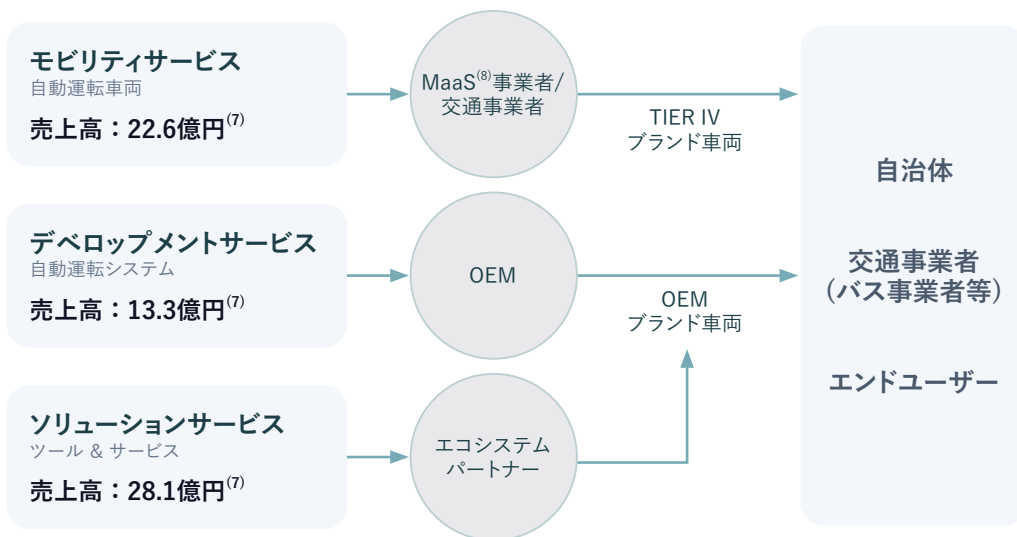 モビリティサービス
自動運転車両
売上高：22.6億円(7)
MaaS(8)事業者/
交通事業者
TIER IV
ブランド車両
デベロップメントサービス
自動運転システム
売上高：13.3億円(7)
OEM
OEM
ブランド車両
ソリューションサービス
ツール & サービス
売上高：28.1億円(7)
エコシステム
パートナー
自治体
交通事業者
(バス事業者等)
エンドユーザー